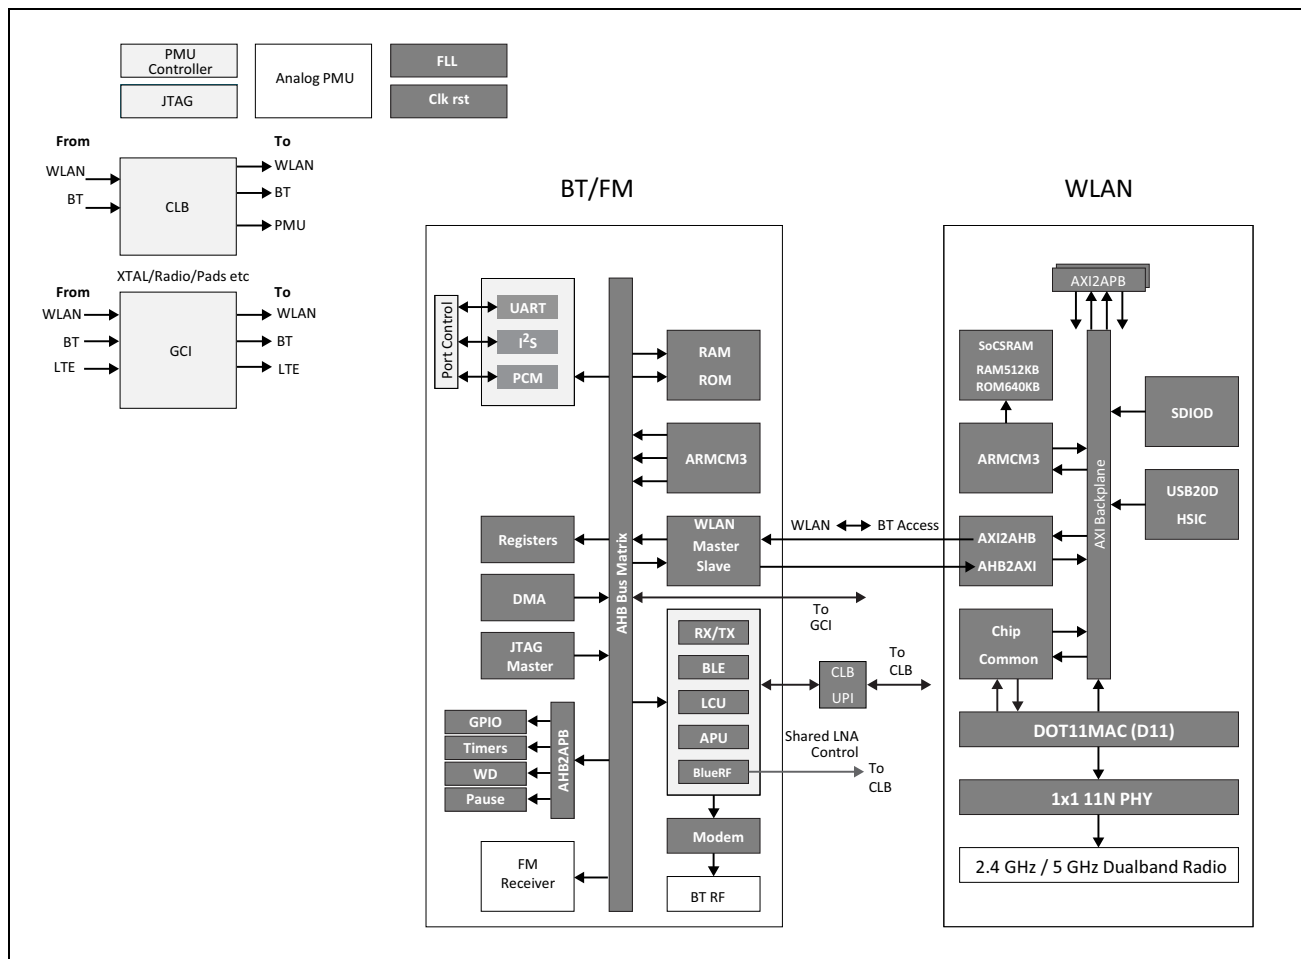 PMU
Controller
JTAG
Analog PMU
FLL
Clk rst
From
To
WLAN
BT
CLB
WLAN
BT
PMU
XTAL/Radio/Pads etc
From
To
WLAN
BT
LTE
GCI
WLAN
BT
LTE
BT/FM
Port Control
UART
I²S
PCM
AHB Bus Matrix
RAM
ROM
ARMCM3
Registers
WLAN
Master
Slave
DMA
JTAG
Master
To
GCI
RX/TX
BLE
LCU
APU
BlueRF
CLB
UPI
To
CLB
Shared LNA
Control
To
CLB
GPIO
Timers
WD
Pause
AHB2APB
FM
Receiver
Modem
BT RF
WLAN
BT Access
WLAN
AXI2APB
SoCSRAM
RAM512KB
ROM640KB
AXI Backplane
SDIOD
ARMCM3
USB20D
HSIC
AXI2AHB
AHB2AXI
Chip
Common
DOT11MAC (D11)
1x1 11N PHY
2.4 GHz / 5 GHz Dualband Radio